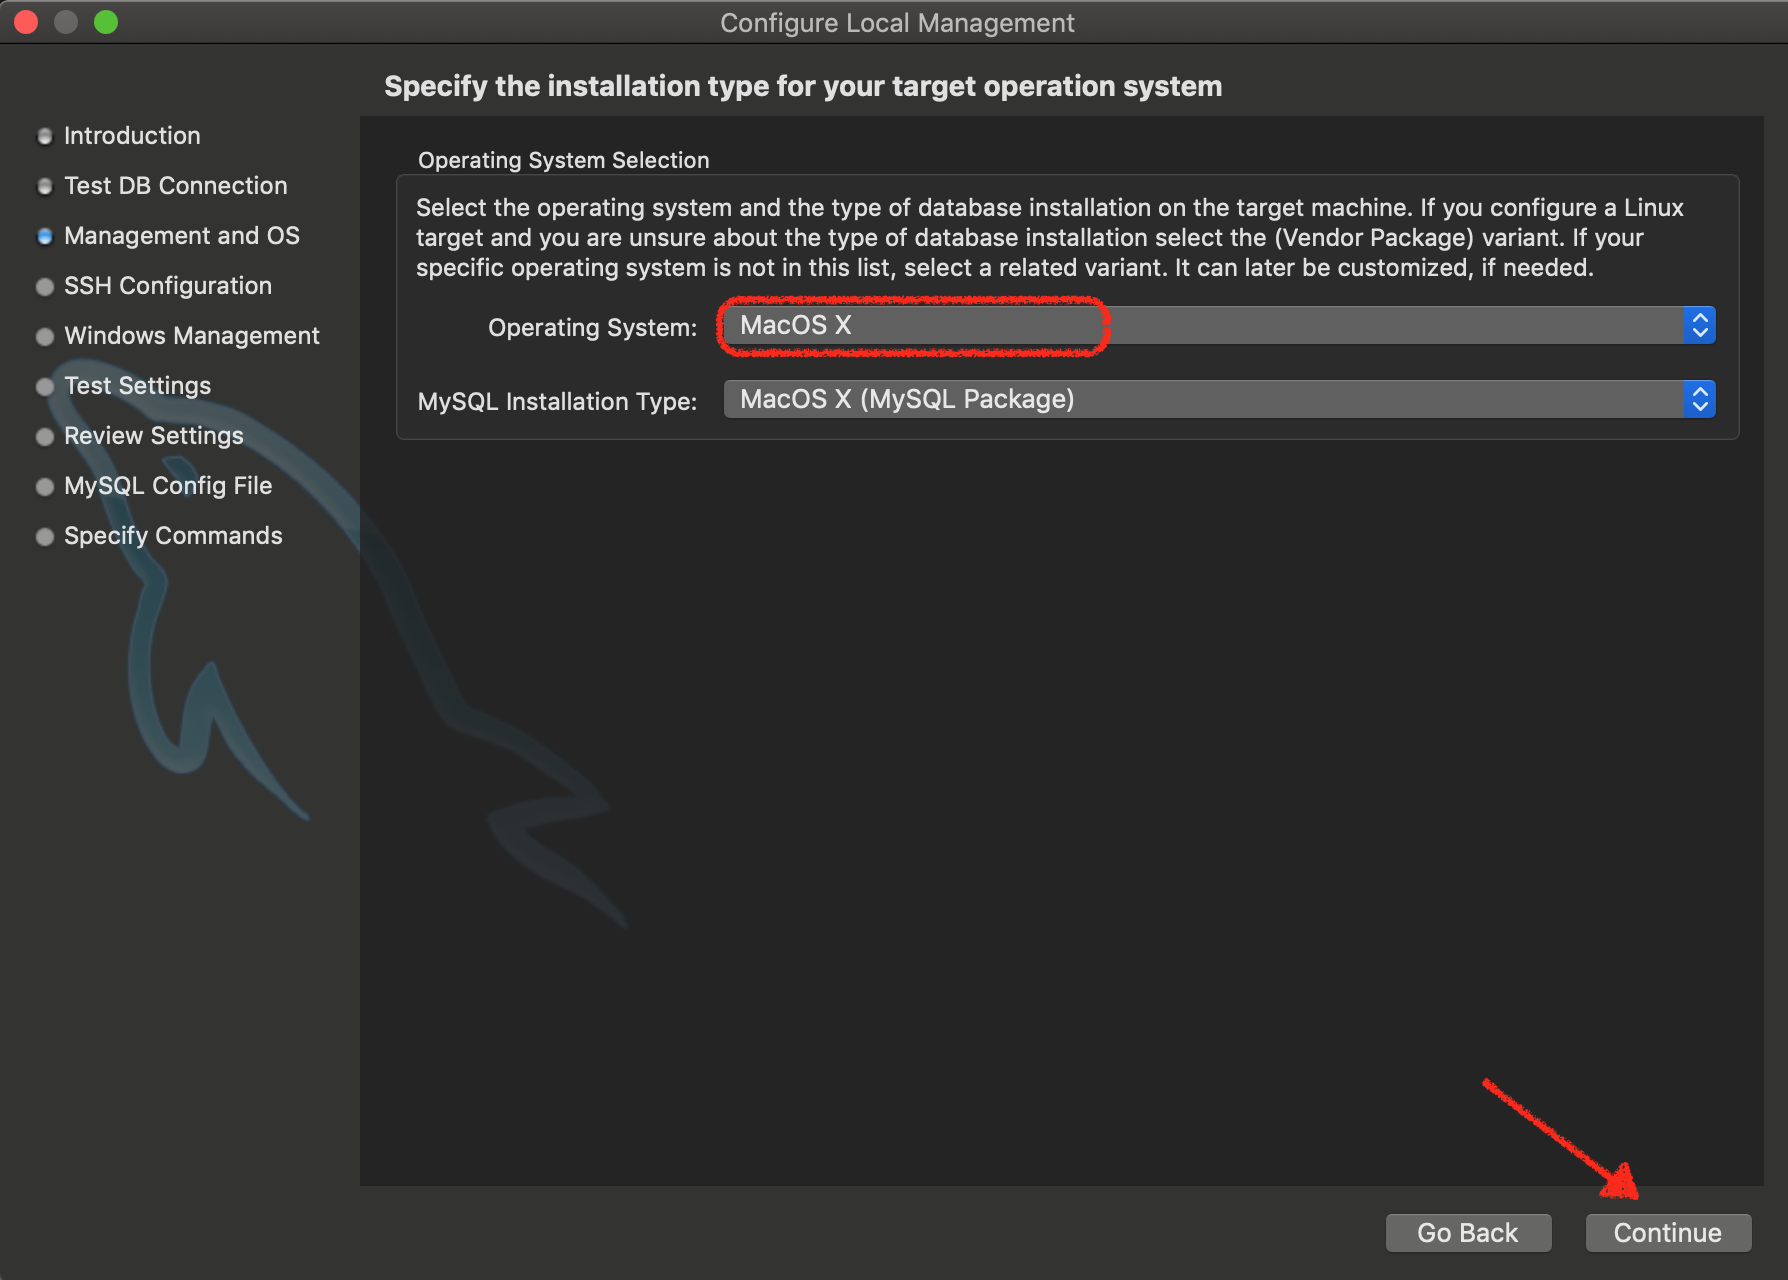 Configure Local Management
Specify the installation type for your target operation system
Introduction
Test DB Connection
Management and OS
SSH Configuration
Windows Management
Test Settings
Review Settings
MySQL Config File
Specify Commands
Operating System Selection
Select the operating system and the type of database installation on the target machine. If you configure a Linux
target and you are unsure about the type of database installation select the (Vendor Package) variant. If your
specific operating system is not in this list, select a related variant. It can later be customized, if needed.
Operating System: MacOS X
MySQL Installation Type: MacOS X (MySQL Package)
Go Back Continue